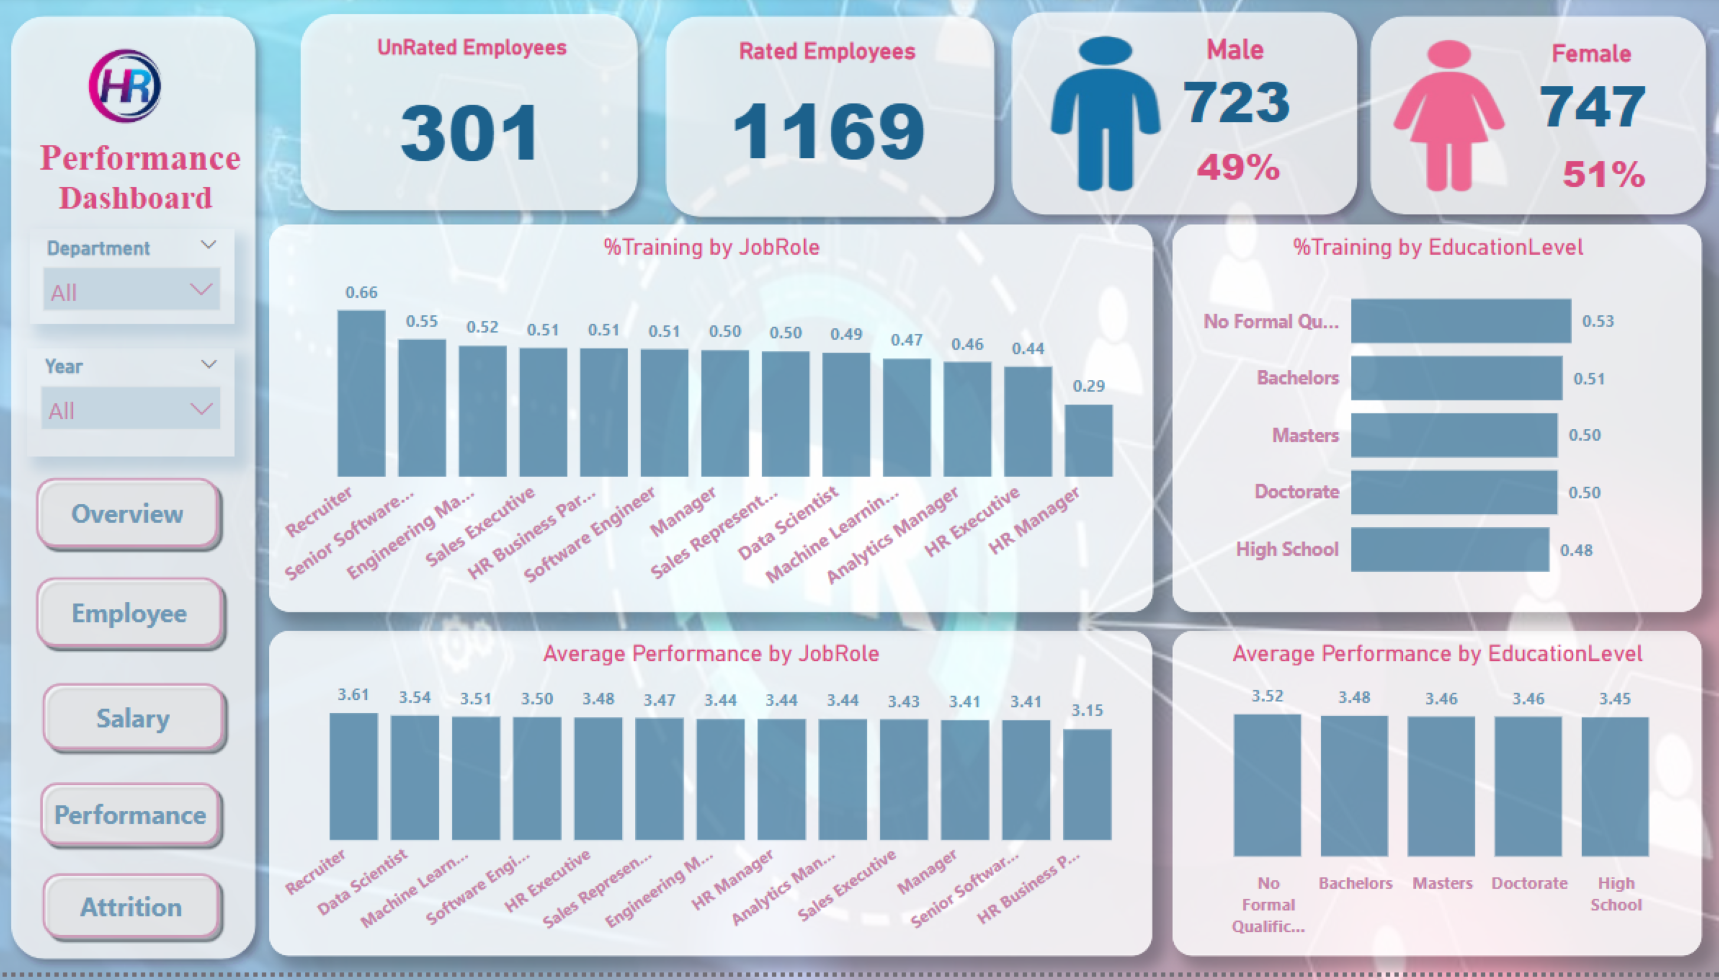 HR
Performance
Dashboard
Department
All
Year
All
Overview
Employee
Salary
Performance
Attrition
UnRated Employees
301
Rated Employees
1169
Male
723
49%
Female
747
51%
%Training by JobRole
0.66
0.55
0.52
0.51
0.51
0.51
0.50
0.50
0.49
0.47
0.46
0.44
0.29
Recruiter
Senior Software...
Engineering Ma...
Sales Executive
HR Business Par...
Software Engineer
Manager
Sales Represent...
Data Scientist
Machine Learnin...
Analytics Manager
HR Executive
HR Manager
%Training by EducationLevel
No Formal Qu... 0.53
Bachelors 0.51
Masters 0.50
Doctorate 0.50
High School 0.48
Average Performance by JobRole
3.61
3.54
3.51
3.50
3.48
3.47
3.44
3.44
3.44
3.43
3.41
3.41
3.15
Recruiter
Data Scientist
Machine Learn...
Software Engi...
HR Executive
Sales Represen...
Engineering M...
HR Manager
Analytics Man...
Sales Executive
Manager
Senior Softwar...
HR Business P...
Average Performance by EducationLevel
3.52
3.48
3.46
3.46
3.45
No
Formal
Qualific...
Bachelors
Masters
Doctorate
High
School
HR